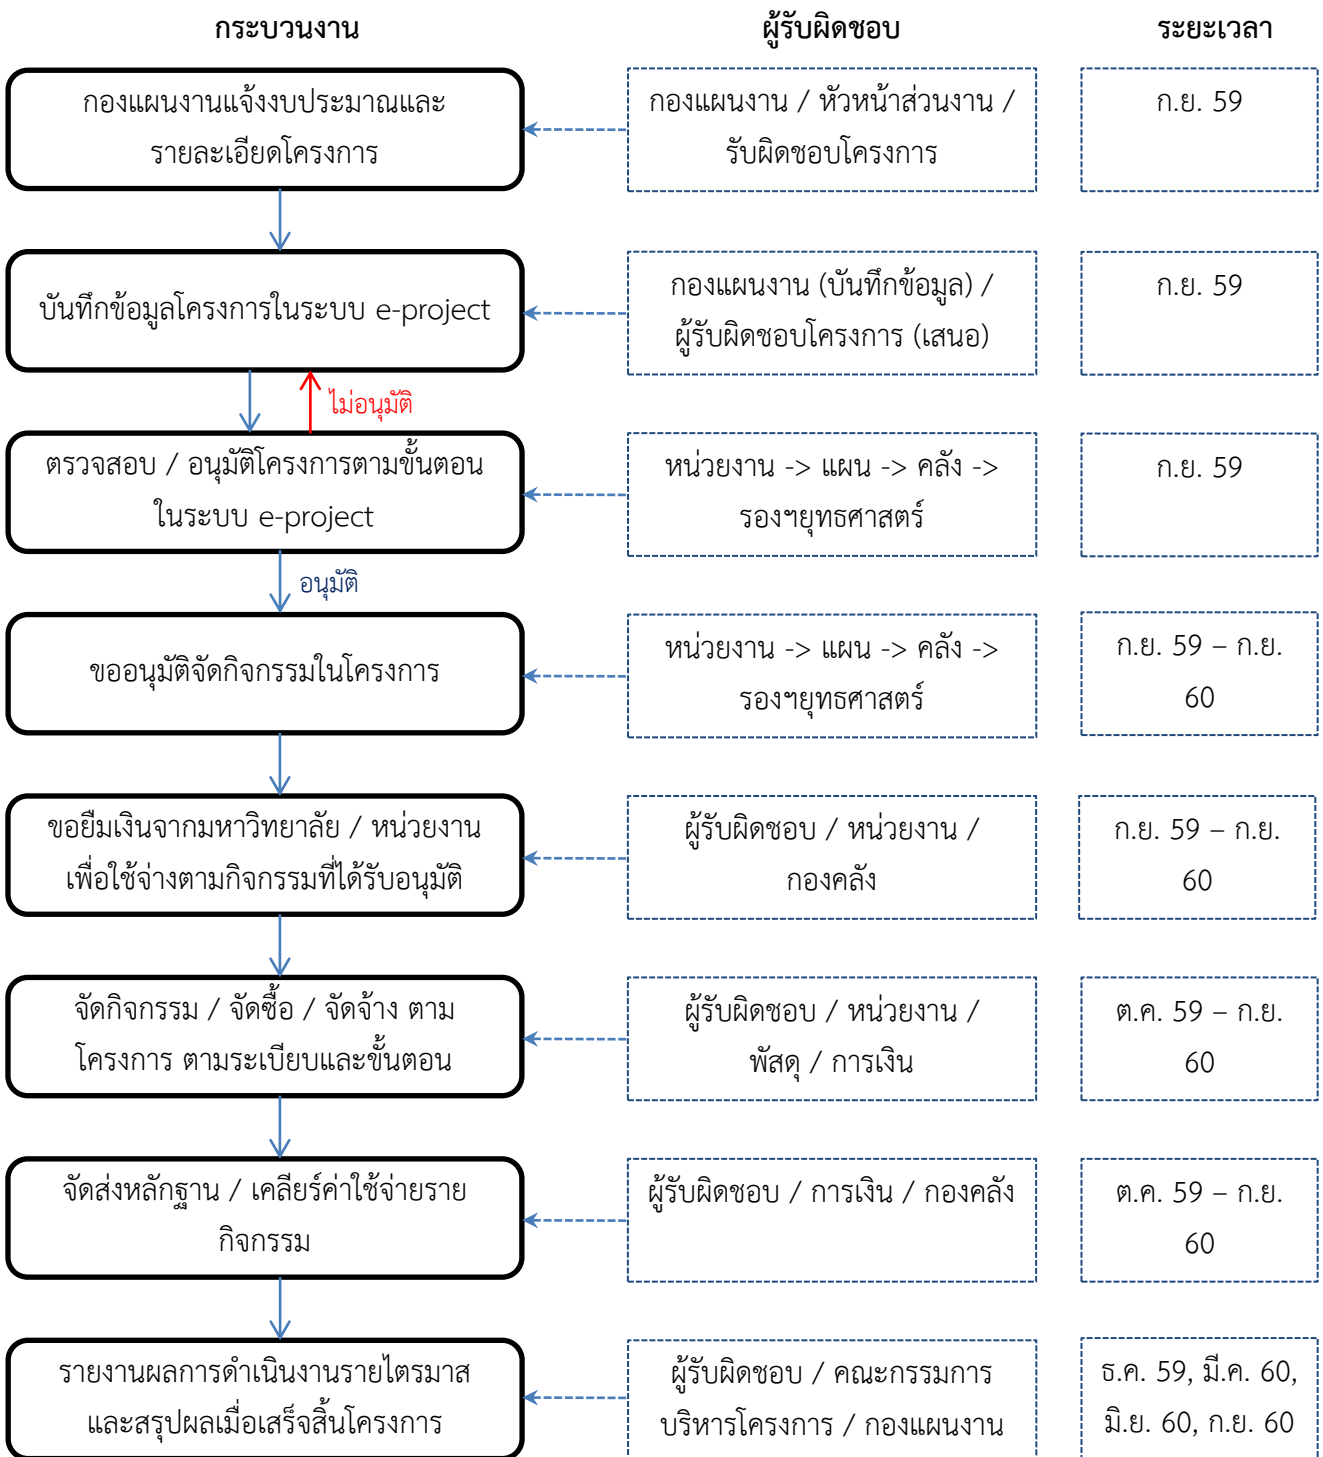 กระบวนงาน ผู้รับผิดชอบ ระยะเวลา
กองแผนงานแจ้งงบประมาณและ
รายละเอียดโครงการ
กองแผนงาน / หัวหน้าส่วนงาน /
รับผิดชอบโครงการ
ก.ย. 59
บันทึกข้อมูลโครงการในระบบ e-project
กองแผนงาน (บันทึกข้อมูล) /
ผู้รับผิดชอบโครงการ (เสนอ)
ก.ย. 59
ไม่อนุมัติ
ตรวจสอบ / อนุมัติโครงการตามขั้นตอน
ในระบบ e-project
หน่วยงาน -> แผน -> คลัง ->
รองฯยุทธศาสตร์
ก.ย. 59
อนุมัติ
ขออนุมัติจัดกิจกรรมในโครงการ
หน่วยงาน -> แผน -> คลัง ->
รองฯยุทธศาสตร์
ก.ย. 59 – ก.ย.
60
ขอยืมเงินจากมหาวิทยาลัย / หน่วยงาน
เพื่อใช้จ่างตามกิจกรรมที่ได้รับอนุมัติ
ผู้รับผิดชอบ / หน่วยงาน /
กองคลัง
ก.ย. 59 – ก.ย.
60
จัดกิจกรรม / จัดซื้อ / จัดจ้าง ตาม
โครงการ ตามระเบียบและขั้นตอน
ผู้รับผิดชอบ / หน่วยงาน /
พัสดุ / การเงิน
ต.ค. 59 – ก.ย.
60
จัดส่งหลักฐาน / เคลียร์ค่าใช้จ่ายราย
กิจกรรม
ผู้รับผิดชอบ / การเงิน / กองคลัง
ต.ค. 59 – ก.ย.
60
รายงานผลการดำเนินงานรายไตรมาส
และสรุปผลเมื่อเสร็จสิ้นโครงการ
ผู้รับผิดชอบ / คณะกรรมการ
บริหารโครงการ / กองแผนงาน
ธ.ค. 59, มี.ค. 60,
มิ.ย. 60, ก.ย. 60